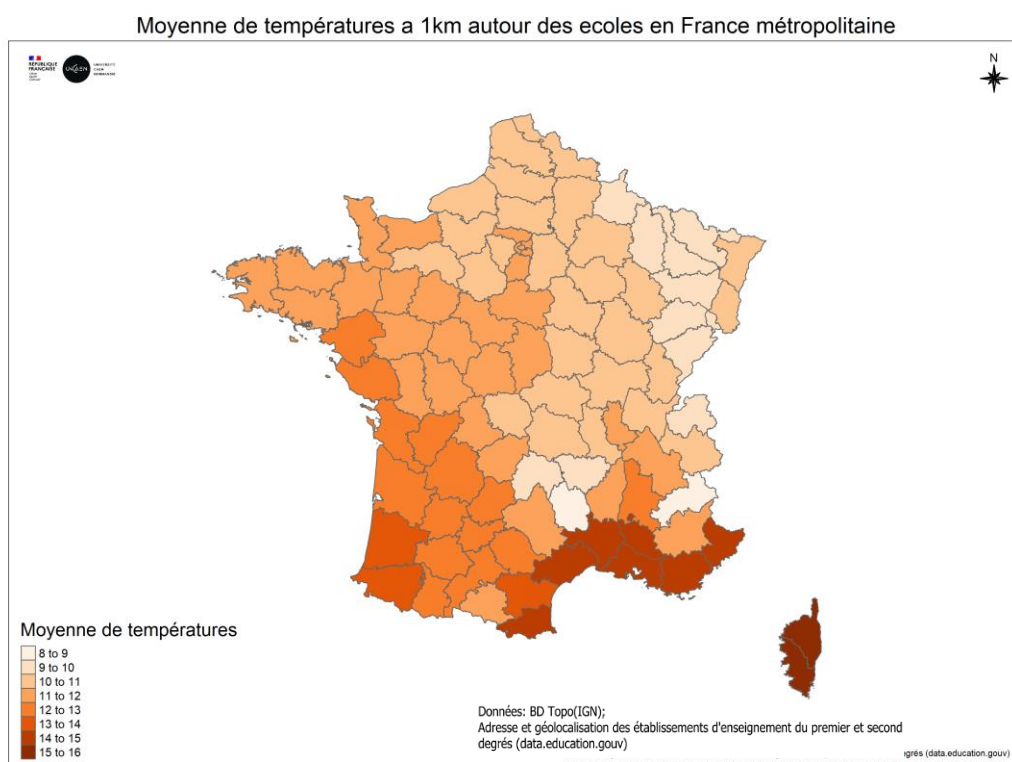 Moyenne de températures a 1km autour des ecoles en France métropolitaine
RÉPUBLIQUE
FRANÇAISE
N
Moyenne de températures
8 to 9
9 to 10
10 to 11
11 to 12
12 to 13
13 to 14
14 to 15
15 to 16
Données: BD Topo(IGN);
Adresse et géolocalisation des établissements d'enseignement du premier et second
degrés (data.education.gouv)
grés (data.education.gouv)